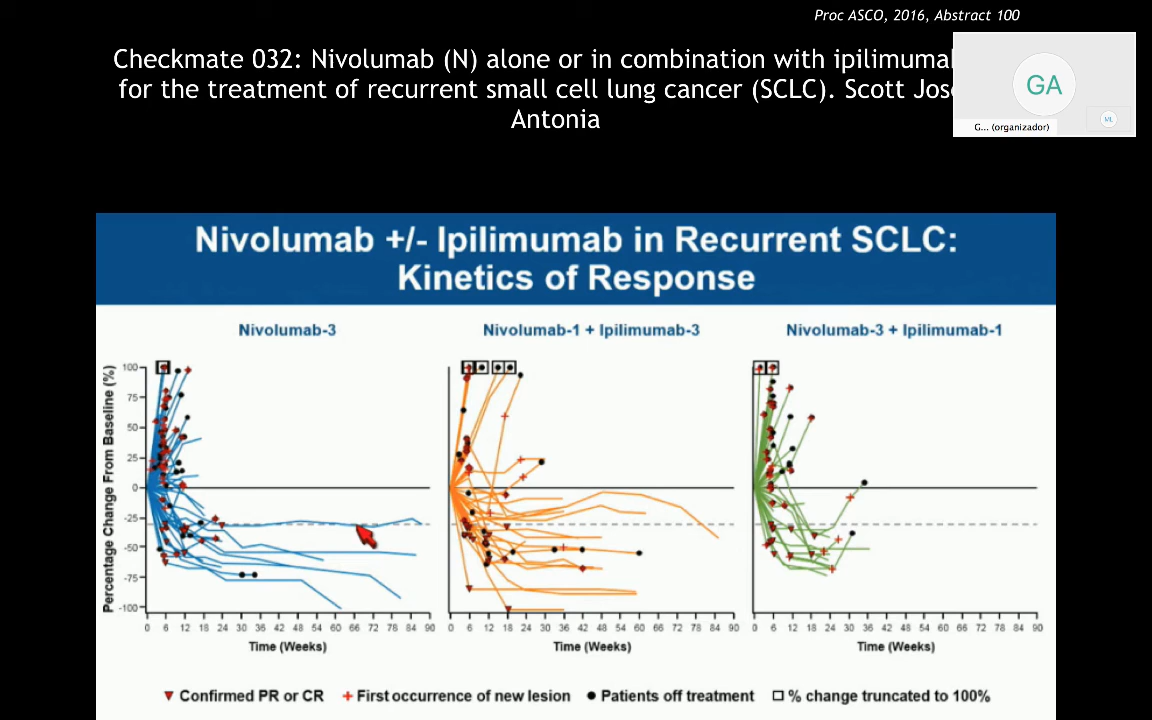 Proc ASCO, 2016, Abstract 100
Checkmate 032: Nivolumab (N) alone or in combination with
for the treatment of recurrent small cell lung cancer (SCLC). Scott
Antonia
GA
ML
G... (organizador)
Nivolumab +/- Ipilimumab in Recurrent SCLC:
Kinetics of Response
Nivolumab-3
Nivolumab-1 + Ipilimumab-3
Nivolumab-3 + Ipilimumab-1
Percentage Change From Baseline (%)
100
75
50
25
0
-25
-50
-75
-100
0 6 12 18 24 30 36 42 48 54 60 66 72 78 84 90
0 6 12 18 24 30 36 42 48 54 60 66 72 78 84 90
0 6 12 18 24 30 36 42 48 54 60 66 72 78 84 90
Time (Weeks)
Time (Weeks)
Time (Weeks)
Confirmed PR or CR
First occurrence of new lesion
Patients off treatment
% change truncated to 100%